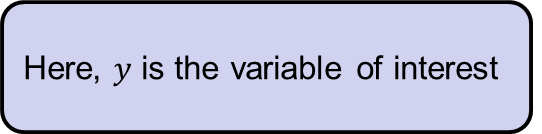 Here, y is the variable of interest